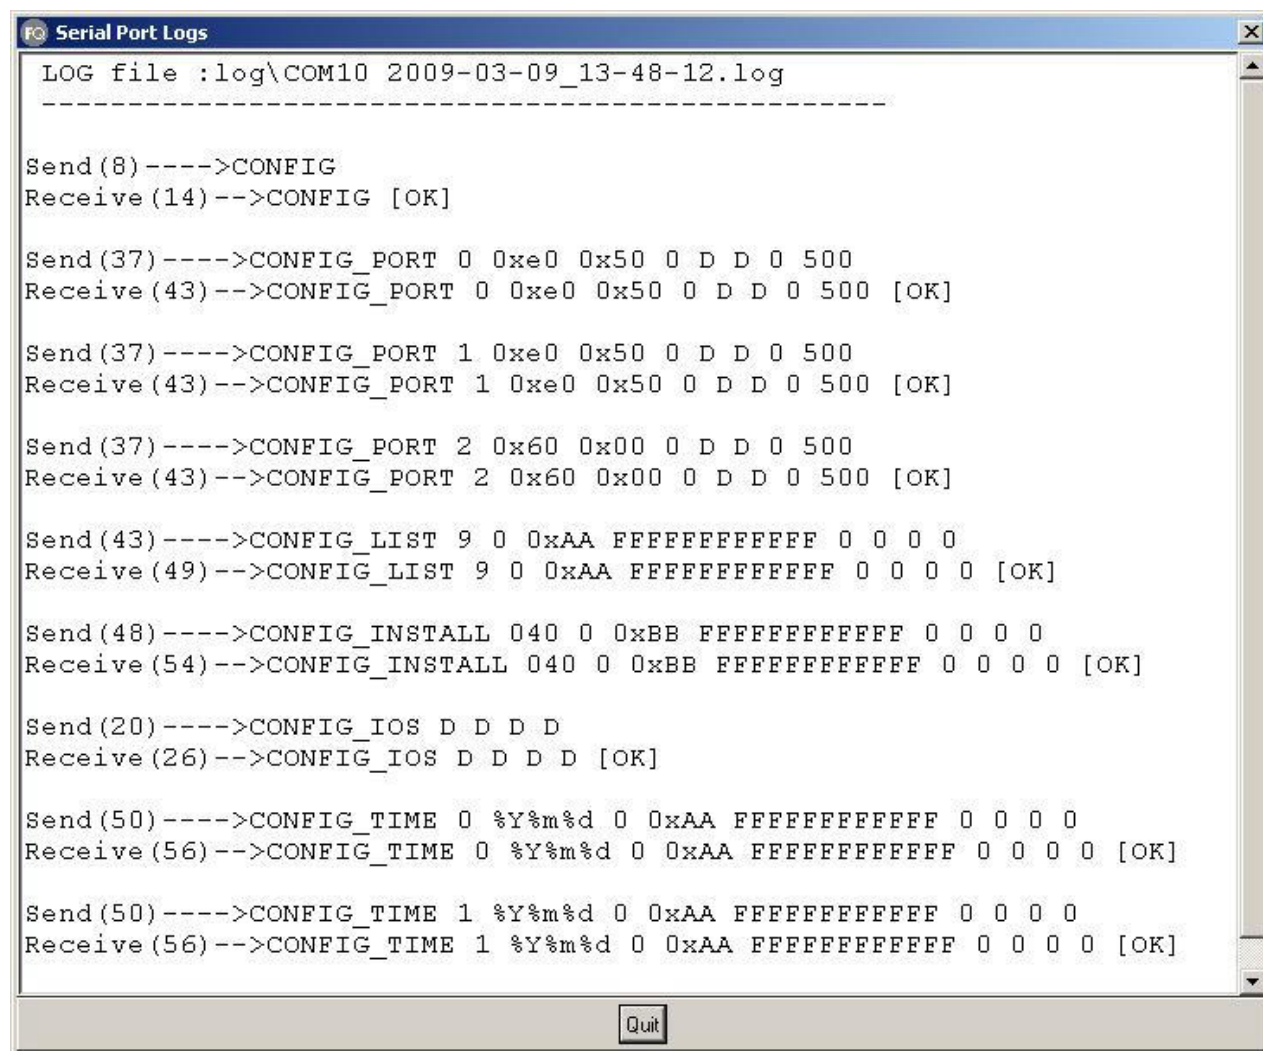 FQ Serial Port Logs
LOG file :log\COM10 2009-03-09_13-48-12.log
-------------------------------------------------
Send(8)---->CONFIG
Receive(14)-->CONFIG [OK]
Send(37)---->CONFIG_PORT 0 0xe0 0x50 0 D D 0 500
Receive(43)-->CONFIG_PORT 0 0xe0 0x50 0 D D 0 500 [OK]
Send(37)---->CONFIG_PORT 1 0xe0 0x50 0 D D 0 500
Receive(43)-->CONFIG_PORT 1 0xe0 0x50 0 D D 0 500 [OK]
Send(37)---->CONFIG_PORT 2 0x60 0x00 0 D D 0 500
Receive(43)-->CONFIG_PORT 2 0x60 0x00 0 D D 0 500 [OK]
Send(43)---->CONFIG_LIST 9 0 0xAA FFFFFFFFFFFF 0 0 0 0
Receive(49)-->CONFIG_LIST 9 0 0xAA FFFFFFFFFFFF 0 0 0 0 [OK]
Send(48)---->CONFIG_INSTALL 040 0 0xBB FFFFFFFFFFFF 0 0 0 0
Receive(54)-->CONFIG_INSTALL 040 0 0xBB FFFFFFFFFFFF 0 0 0 0 [OK]
Send(20)---->CONFIG_IOS D D D D
Receive(26)-->CONFIG_IOS D D D D [OK]
Send(50)---->CONFIG_TIME 0 %Y%m%d 0 0xAA FFFFFFFFFFFF 0 0 0 0
Receive(56)-->CONFIG_TIME 0 %Y%m%d 0 0xAA FFFFFFFFFFFF 0 0 0 0 [OK]
Send(50)---->CONFIG_TIME 1 %Y%m%d 0 0xAA FFFFFFFFFFFF 0 0 0 0
Receive(56)-->CONFIG_TIME 1 %Y%m%d 0 0xAA FFFFFFFFFFFF 0 0 0 0 [OK]
Quit